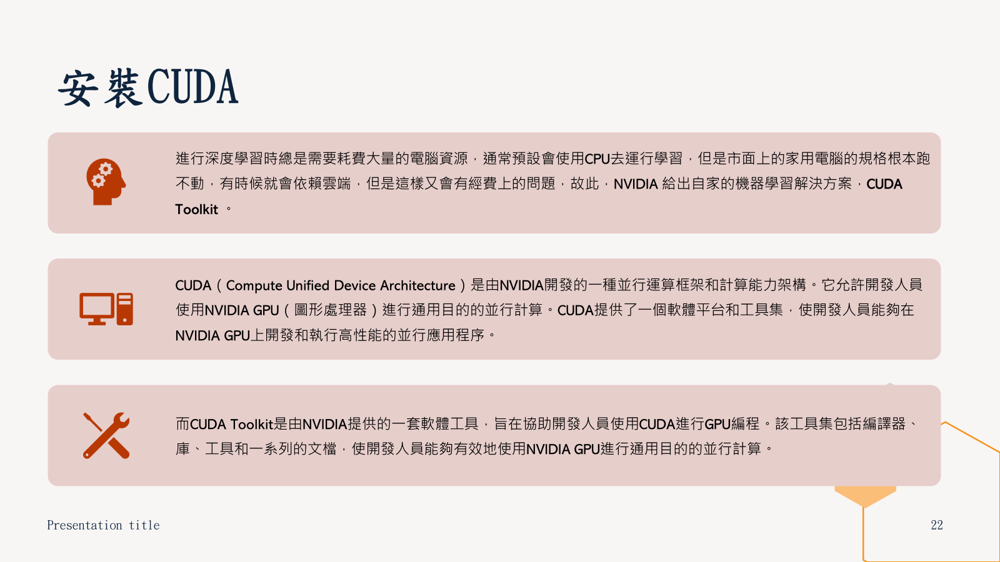 安裝CUDA
進行深度學習時總是需要耗費大量的電腦資源，通常預設會使用CPU去運行學習，但是市面上的家用電腦的規格根本跑
不動，有時候就會依賴雲端，但是這樣又會有經費上的問題，故此，NVIDIA 給出自家的機器學習解決方案，CUDA
Toolkit 。
CUDA（Compute Unified Device Architecture）是由NVIDIA開發的一種並行運算框架和計算能力架構。它允許開發人員
使用NVIDIA GPU（圖形處理器）進行通用目的的並行計算。CUDA提供了一個軟體平台和工具集，使開發人員能夠在
NVIDIA GPU上開發和執行高性能的並行應用程序。
而CUDA Toolkit是由NVIDIA提供的一套軟體工具，旨在協助開發人員使用CUDA進行GPU編程。該工具集包括編譯器、
庫、工具和一系列的文檔，使開發人員能夠有效地使用NVIDIA GPU進行通用目的的並行計算。
Presentation title
22